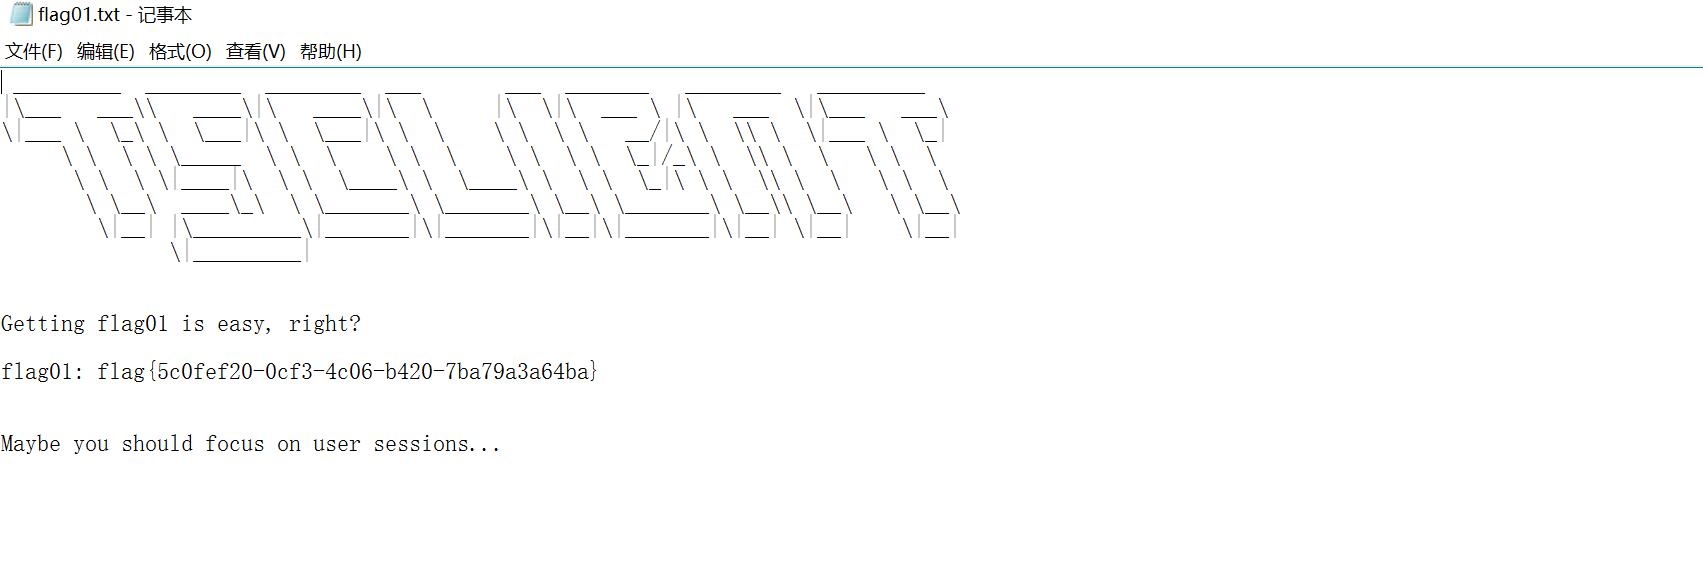 flag01.txt - 记事本
文件(F) 编辑(E) 格式(O) 查看(V) 帮助(H)
TSCLIENT
Getting flag01 is easy, right?
flag01: flag{5c0fef20-0cf3-4c06-b420-7ba79a3a64ba}
Maybe you should focus on user sessions...